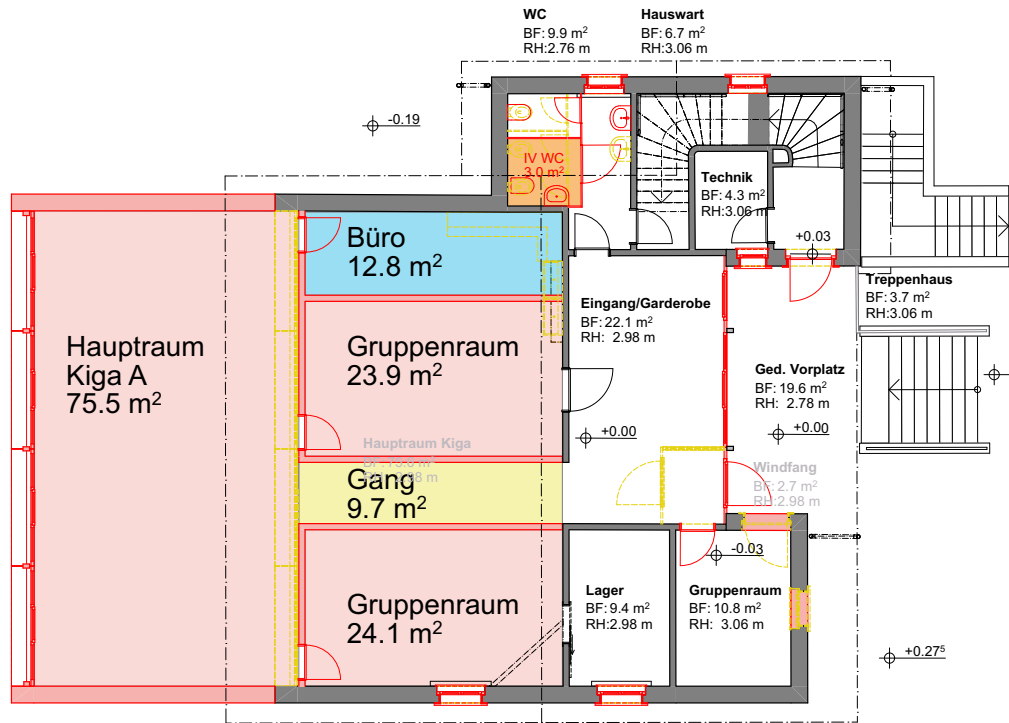 WC
BF: 9.9 m²
RH:2.76 m
Hauswart
BF: 6.7 m²
RH:3.06 m
-0.19
IV WC
3.0 m²
Technik
BF: 4.3 m²
RH:3.06 m
+0.03
Büro
12.8 m²
Treppenhaus
BF: 3.7 m²
RH:3.06 m
Eingang/Garderobe
BF: 22.1 m²
RH: 2.98 m
Hauptraum
Kiga A
75.5 m²
Gruppenraum
23.9 m²
Ged. Vorplatz
BF: 19.6 m²
RH: 2.78 m
+0.00
+0.00
Hauptraum Kiga
Gang
9.7 m²
Windfang
BF: 2.7 m²
RH:2.98 m
-0.03
Gruppenraum
24.1 m²
Lager
BF: 9.4 m²
RH:2.98 m
Gruppenraum
BF: 10.8 m²
RH: 3.06 m
+0.27⁵